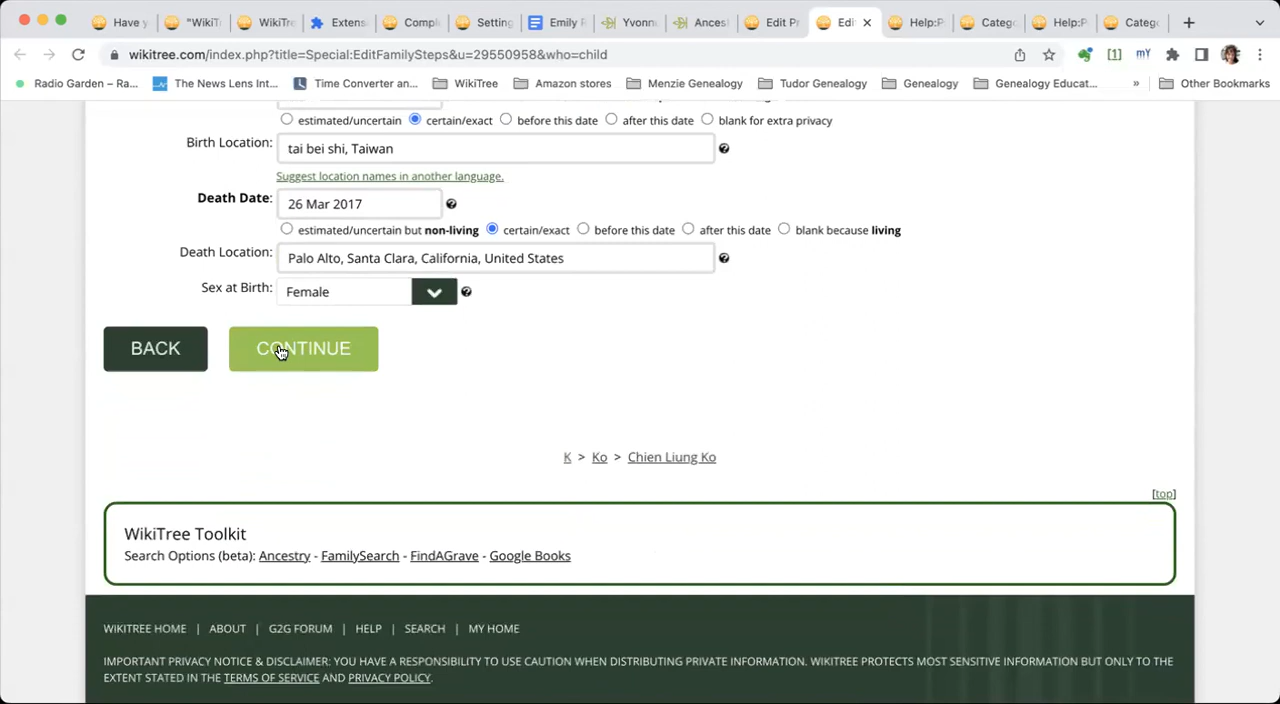 Have y "WikiTr WikiTre Extens Compl Setting Emily F Yvonn Ances Edit Pr Edi Help:P Catego Help:P Catego
wikitree.com/index.php?title=Special:EditFamilySteps&u=29550958&who=child
Radio Garden – Ra... The News Lens Int... Time Converter an... WikiTree Amazon stores Menzie Genealogy Tudor Genealogy Genealogy Genealogy Educat... » Other Bookmarks
estimated/uncertain certain/exact before this date after this date blank for extra privacy
Birth Location: tai bei shi, Taiwan
Suggest location names in another language.
Death Date: 26 Mar 2017
estimated/uncertain but non-living certain/exact before this date after this date blank because living
Death Location: Palo Alto, Santa Clara, California, United States
Sex at Birth: Female
BACK CONTINUE
K > Ko > Chien Liung Ko
[top]
WikiTree Toolkit
Search Options (beta): Ancestry - FamilySearch - FindAGrave - Google Books
WIKITREE HOME | ABOUT | G2G FORUM | HELP | SEARCH | MY HOME
IMPORTANT PRIVACY NOTICE & DISCLAIMER: YOU HAVE A RESPONSIBILITY TO USE CAUTION WHEN DISTRIBUTING PRIVATE INFORMATION. WIKITREE PROTECTS MOST SENSITIVE INFORMATION BUT ONLY TO THE
EXTENT STATED IN THE TERMS OF SERVICE AND PRIVACY POLICY.